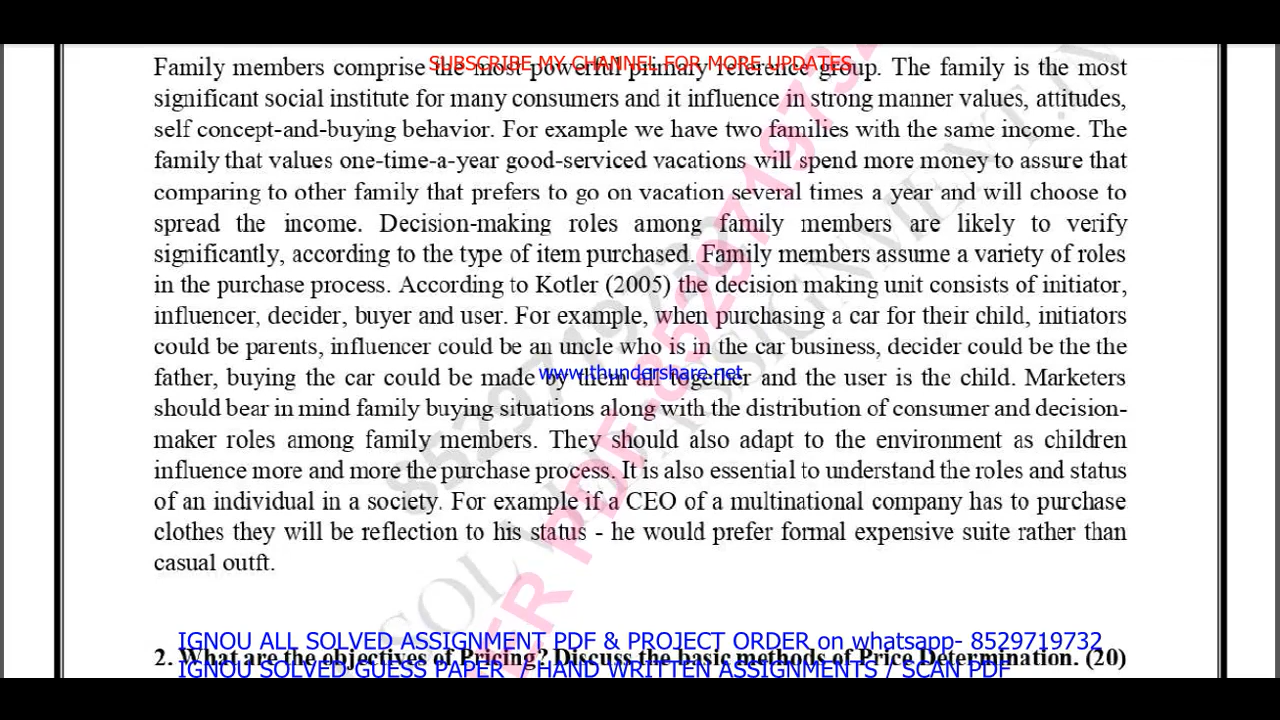 SUBSCRIBE MY CHANNEL FOR MORE UPDATES
Family members comprise the most powerful primary reference group. The family is the most
significant social institute for many consumers and it influence in strong manner values, attitudes,
self concept-and-buying behavior. For example we have two families with the same income. The
family that values one-time-a-year good-serviced vacations will spend more money to assure that
comparing to other family that prefers to go on vacation several times a year and will choose to
spread the income. Decision-making roles among family members are likely to verify
significantly, according to the type of item purchased. Family members assume a variety of roles
in the purchase process. According to Kotler (2005) the decision making unit consists of initiator,
influencer, decider, buyer and user. For example, when purchasing a car for their child, initiators
could be parents, influencer could be an uncle who is in the car business, decider could be the the
www.thundershare.net
father, buying the car could be made by them all together and the user is the child. Marketers
should bear in mind family buying situations along with the distribution of consumer and decision-
maker roles among family members. They should also adapt to the environment as children
influence more and more the purchase process. It is also essential to understand the roles and status
of an individual in a society. For example if a CEO of a multinational company has to purchase
clothes they will be reflection to his status - he would prefer formal expensive suite rather than
casual outft.
IGNOU ALL SOLVED ASSIGNMENT PDF & PROJECT ORDER on whatsapp- 8529719732
2. What are the objectives of Pricing? Discuss the basic methods of Price Determination. (20)
IGNOU SOLVED GUESS PAPER / HAND WRITTEN ASSIGNMENTS / SCAN PDF
8529719732
ER PDF-8529719732
ASSIGNMENT